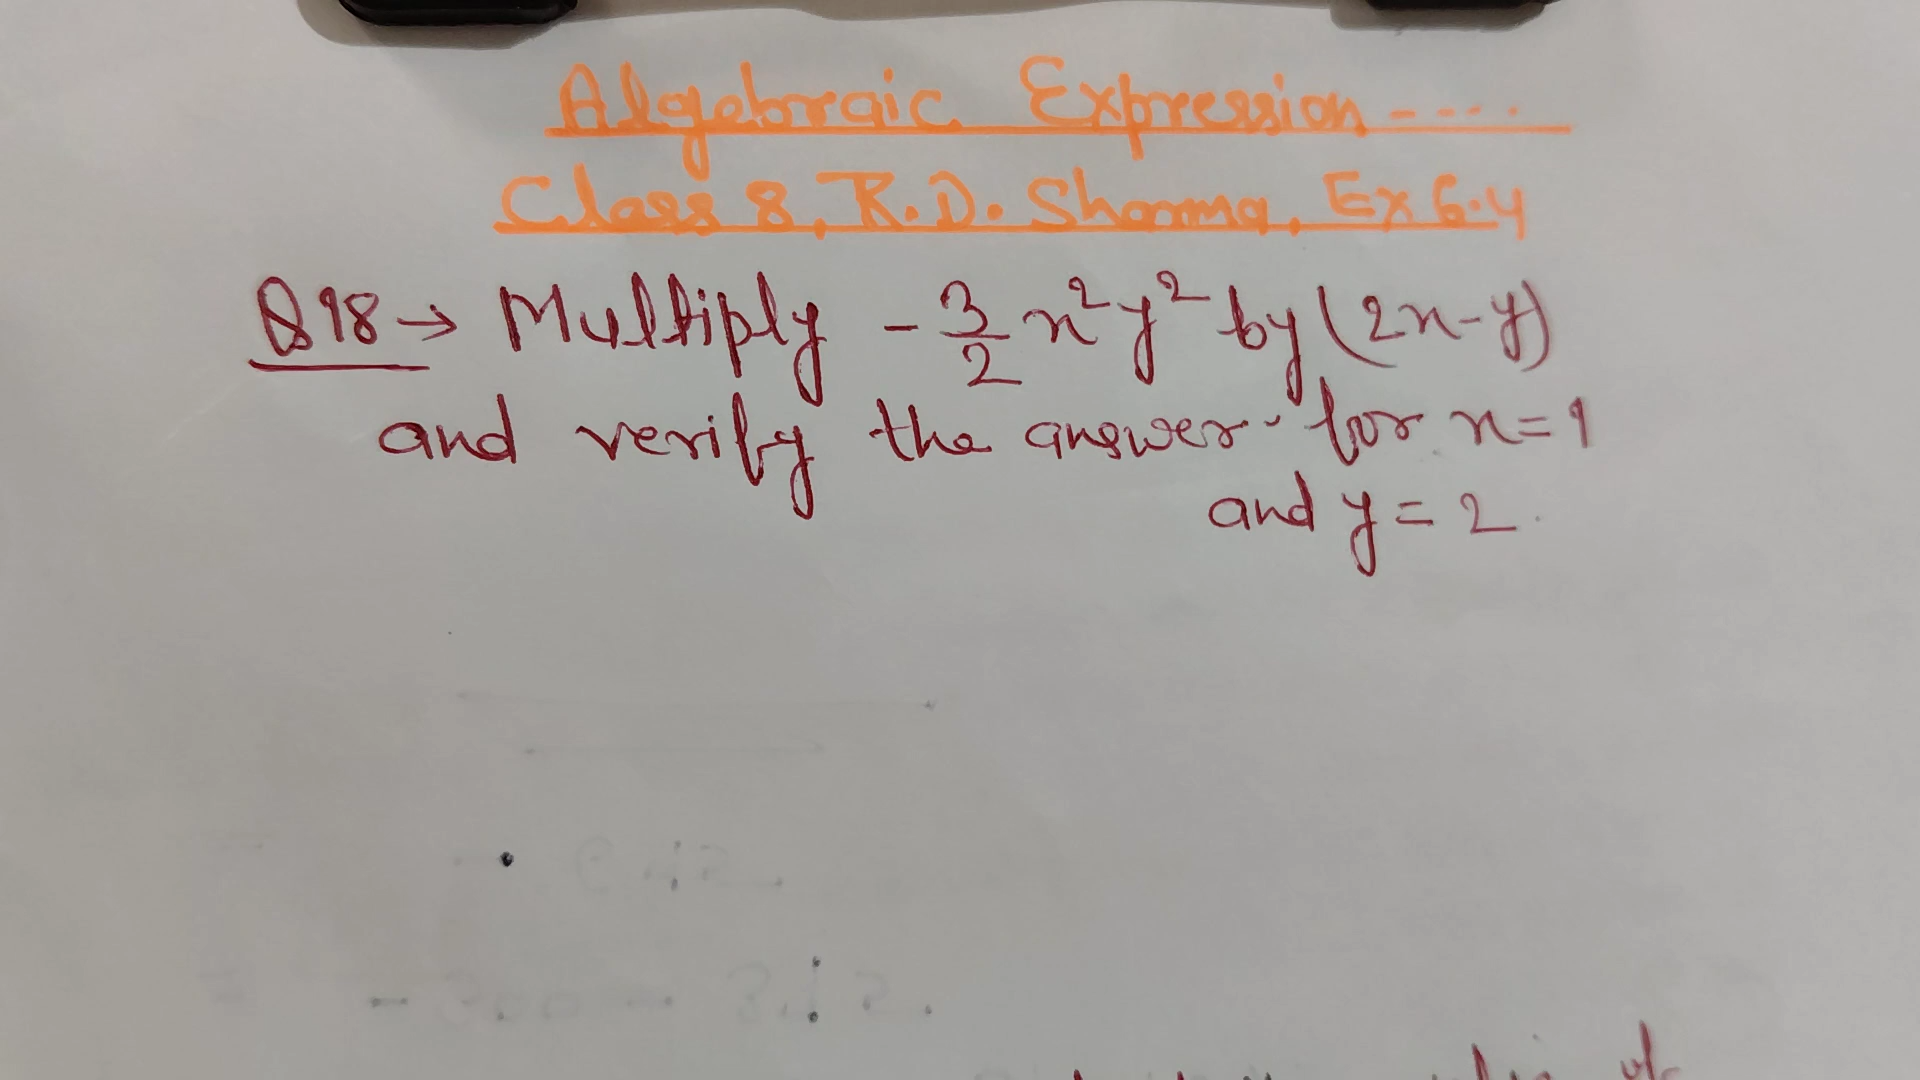 Algebraic Expression-----
Class 8, R.D. Sharma, Ex 6.4
Q18→ Multiply -3/2 x²y² by (2x-y)
and verify the answer for x=1
and y = 2.